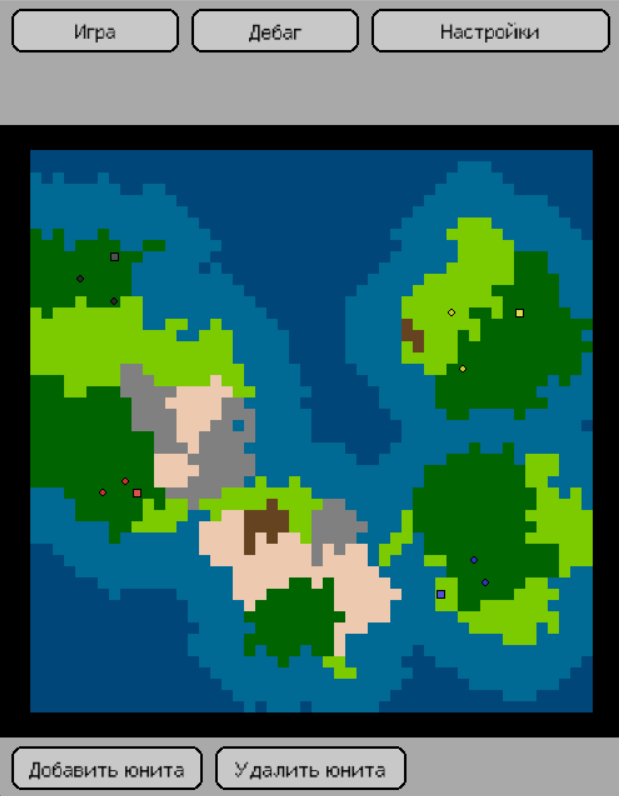 Игра
Дебаг
Настройки
Добавить юнита
Удалить юнита